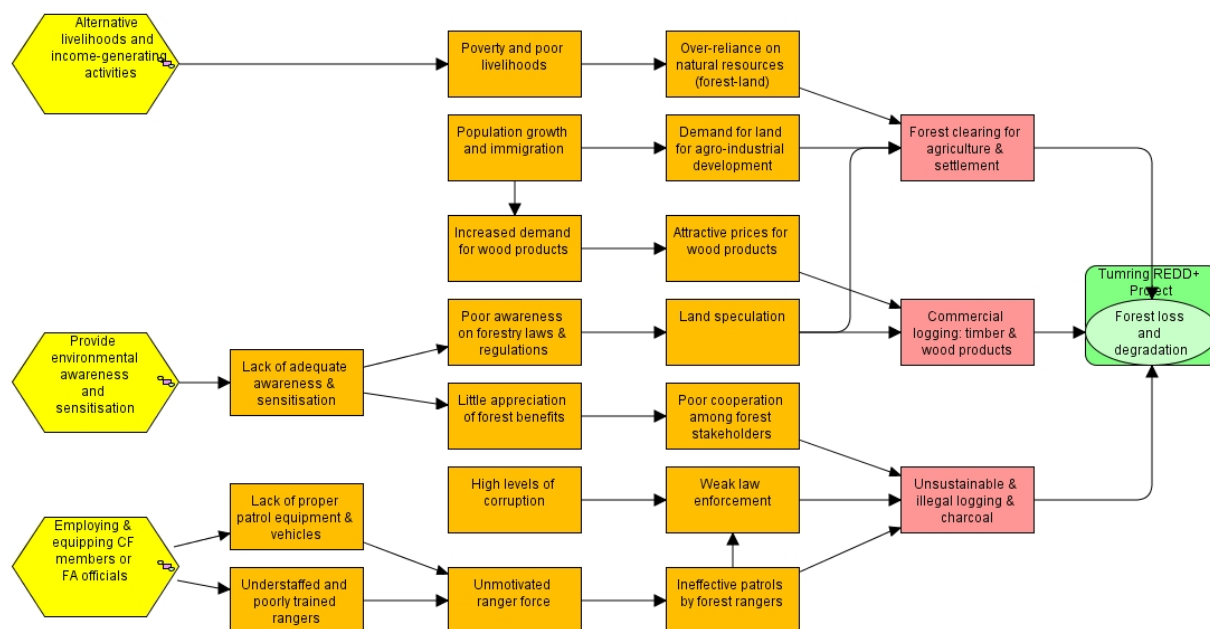 Alternative
livelihoods and
income-generating
activities
Poverty and poor
livelihoods
Over-reliance on
natural resources
(forest-land)
Population growth
and immigration
Demand for land
for agro-industrial
development
Forest clearing for
agriculture &
settlement
Increased demand
for wood products
Attractive prices for
wood products
Tumring REDD+
Project
Forest loss
and
degradation
Provide
environmental
awareness
and
sensitisation
Lack of adequate
awareness &
sensitisation
Poor awareness
on forestry laws &
regulations
Land speculation
Commercial
logging: timber &
wood products
Little appreciation
of forest benefits
Poor cooperation
among forest
stakeholders
High levels of
corruption
Weak law
enforcement
Unsustainable &
illegal logging &
charcoal
Employing &
equipping CF
members or
FA officials
Lack of proper
patrol equipment &
vehicles
Understaffed and
poorly trained
rangers
Unmotivated
ranger force
Ineffective patrols
by forest rangers